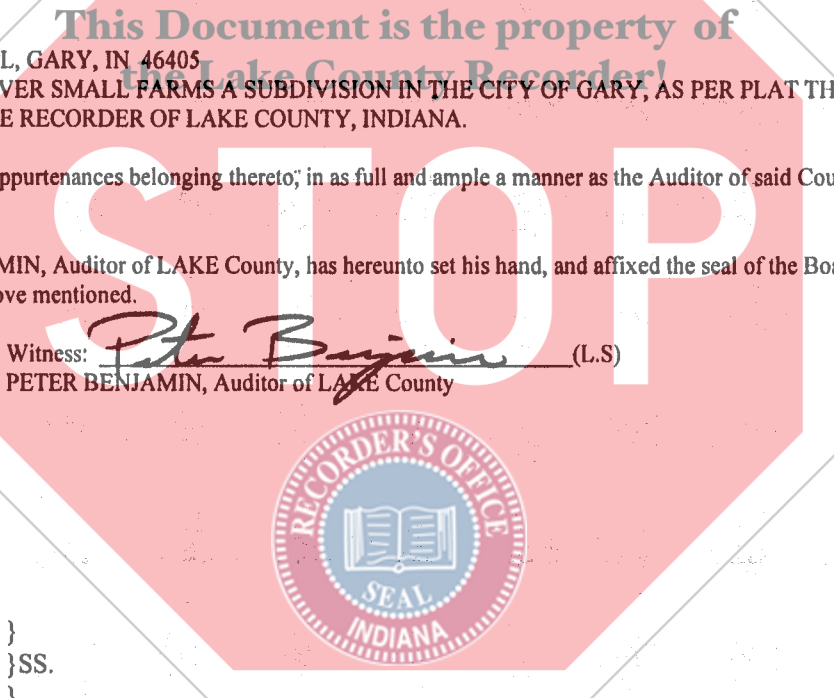 This Document is the property of
L, GARY, IN 46405
the Lake County Recorder!
VER SMALL FARMS A SUBDIVISION IN THE CITY OF GARY, AS PER PLAT TH
E RECORDER OF LAKE COUNTY, INDIANA.
STOP
ppurtenances belonging thereto, in as full and ample a manner as the Auditor of said Cou
MIN, Auditor of LAKE County, has hereunto set his hand, and affixed the seal of the Boa
ove mentioned.
Witness: Peter Benjamin (L.S)
PETER BENJAMIN, Auditor of LAKE County
RECORDER'S OFFICE
SEAL
INDIANA
}
}SS.
}